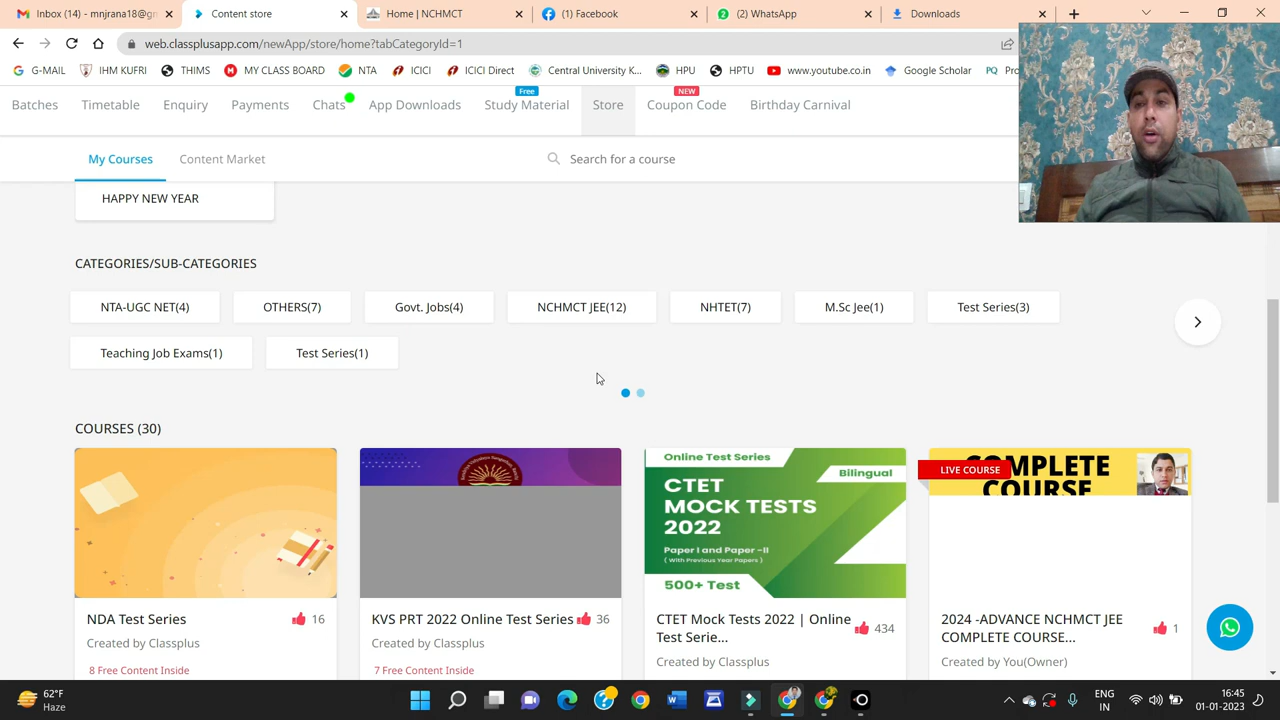 Inbox (14) - mnjrana18@gm
Content store
Home | NCHMCT
(1) Facebook
(2) WhatsApp
Downloads
web.classplusapp.com/newApp/store/home?tabCategoryId=1
G-MAIL
IHM KUFRI
THIMS
MY CLASS BOARD
NTA
ICICI
ICICI Direct
Central University K...
HPU
HPTU
www.youtube.co.in
Google Scholar
Pro
Batches
Timetable
Enquiry
Payments
Chats
App Downloads
Free
Study Material
Store
NEW
Coupon Code
Birthday Carnival
My Courses
Content Market
Search for a course
HAPPY NEW YEAR
CATEGORIES/SUB-CATEGORIES
NTA-UGC NET(4)
OTHERS(7)
Govt. Jobs(4)
NCHMCT JEE(12)
NHTET(7)
M.Sc Jee(1)
Test Series(3)
Teaching Job Exams(1)
Test Series(1)
COURSES (30)
Online Test Series
Bilingual
CTET
MOCK TESTS
2022
Paper I and Paper -II
( With Previous Year Papers )
500+ Test
LIVE COURSE
COMPLETE
COURSE
NDA Test Series
16
Created by Classplus
8 Free Content Inside
KVS PRT 2022 Online Test Series
36
Created by Classplus
7 Free Content Inside
CTET Mock Tests 2022 | Online
Test Serie...
434
Created by Classplus
2024 -ADVANCE NCHMCT JEE
COMPLETE COURSE...
1
Created by You(Owner)
62°F
Haze
ENG
IN
16:45
01-01-2023